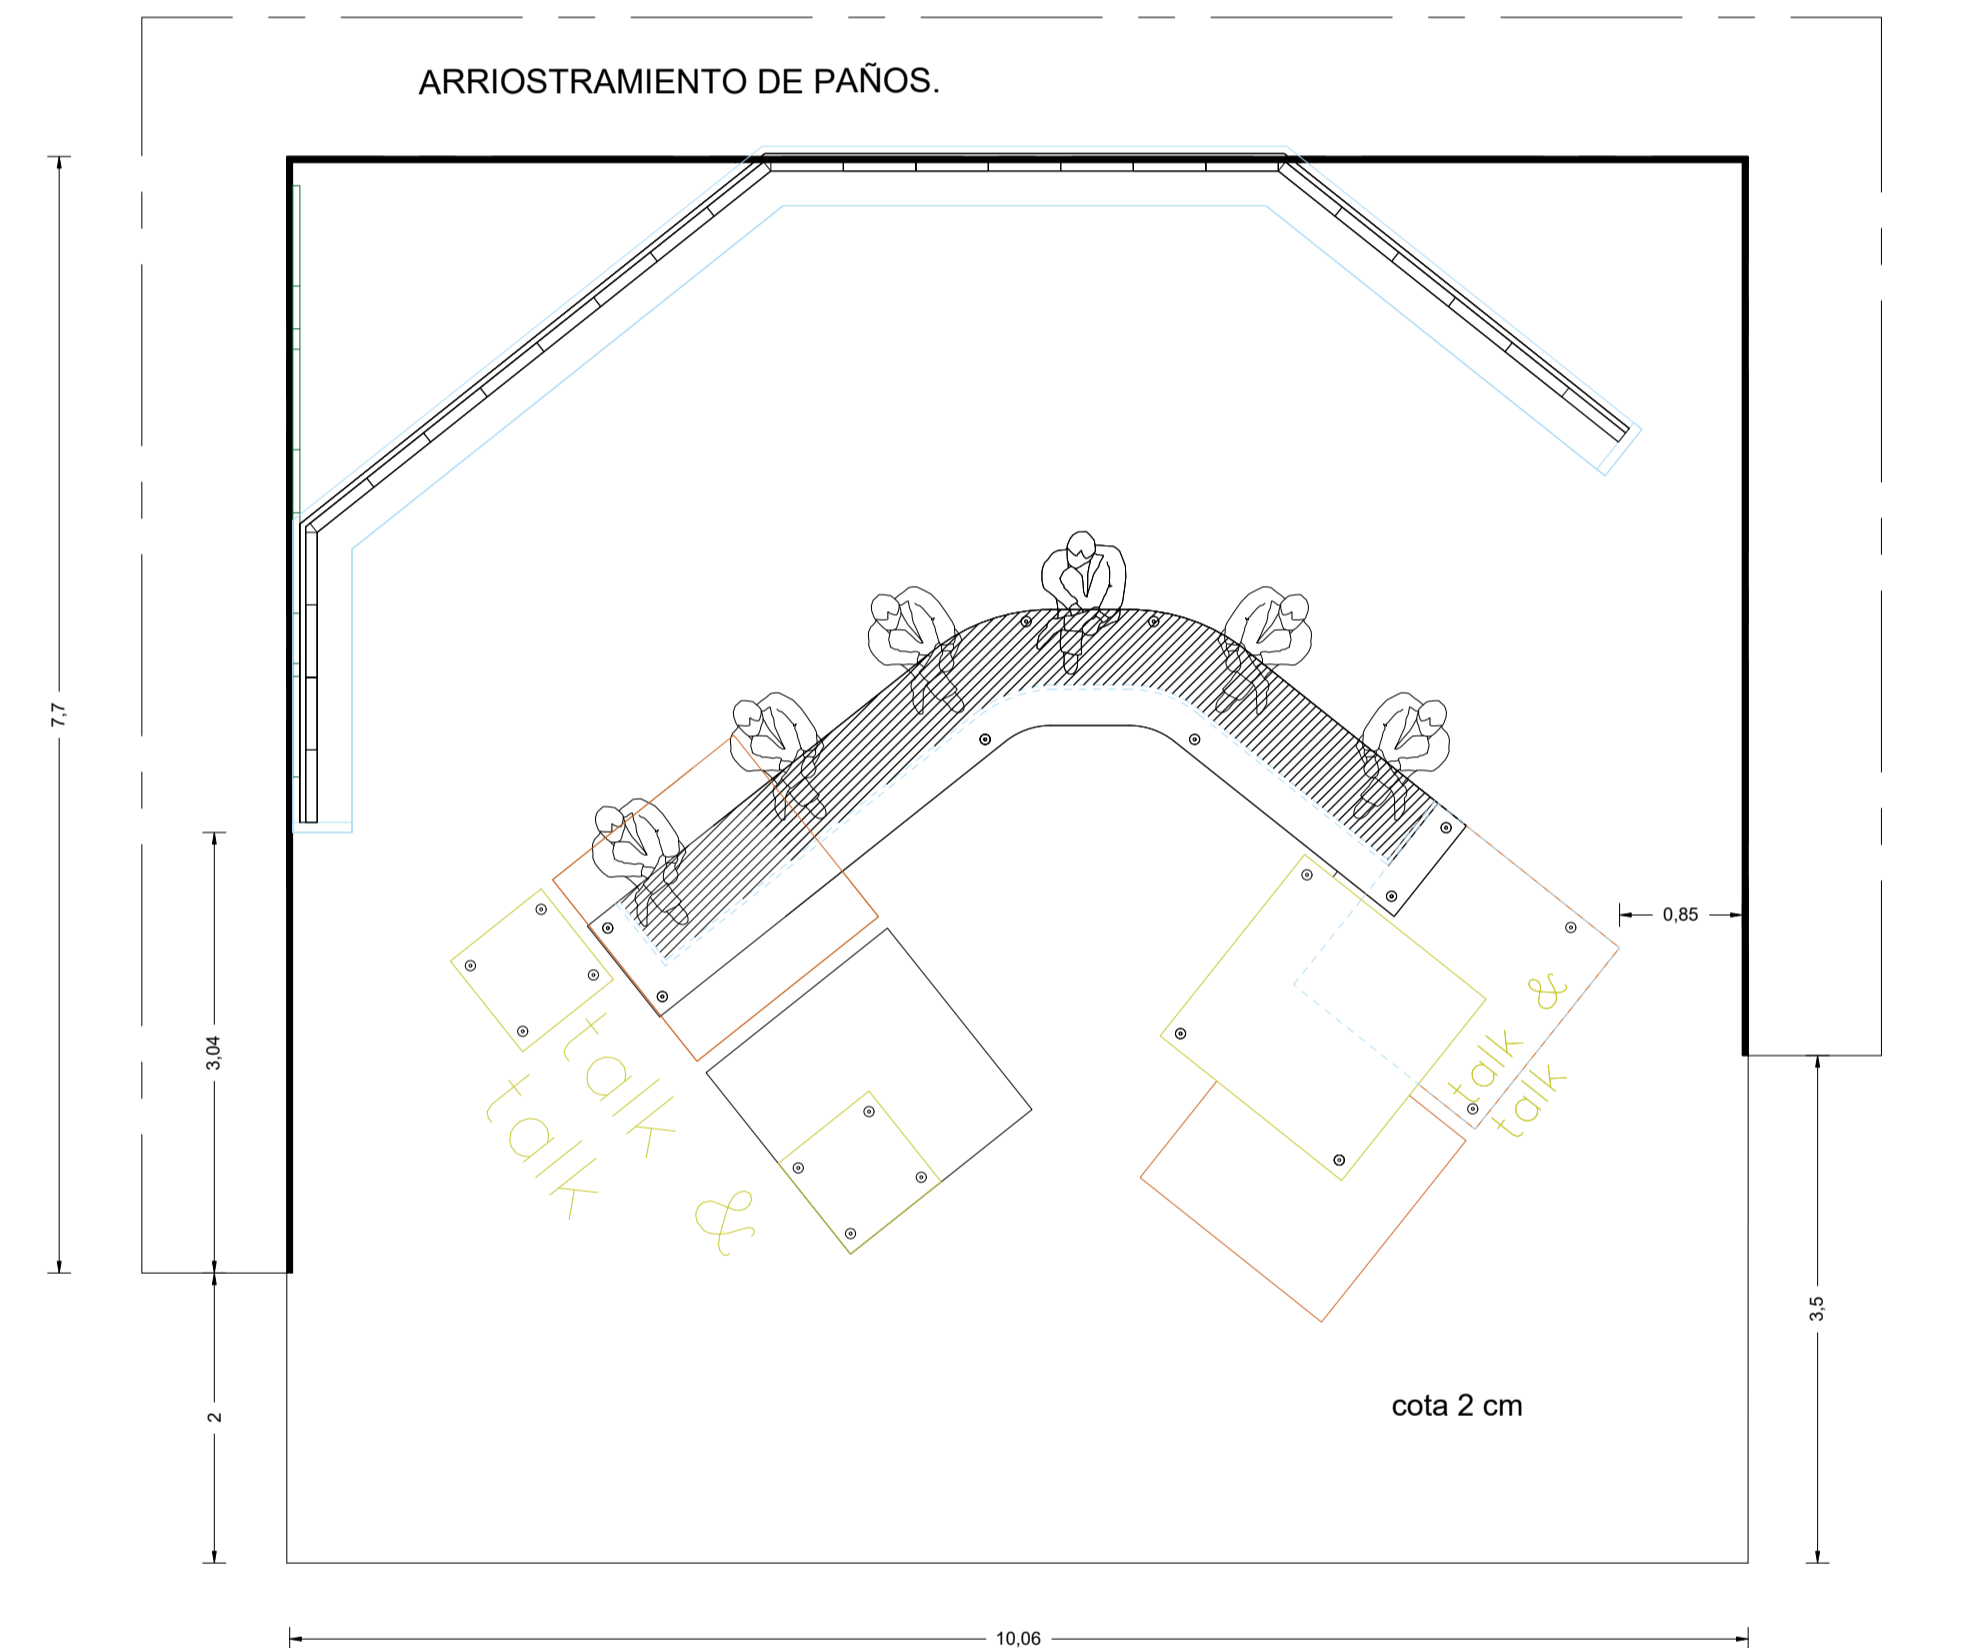 ARRIOSTRAMIENTO DE PAÑOS.
7,7
0,85
3,04
talk &
talk
talk
talk &
3,5
cota 2 cm
2
10,06